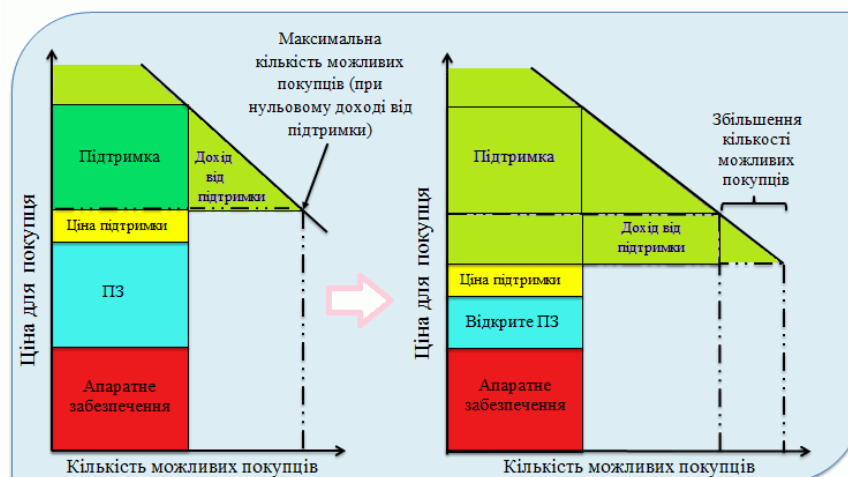 Максимальна
кількість можливих
покупців (при
нульовому доході від
підтримки)
Ціна для покупця
Підтримка
Дохід
від
підтримки
Ціна підтримки
ПЗ
Апаратне
забезпечення
Кількість можливих покупців
Збільшення
кількості
можливих
покупців
Ціна для покупця
Підтримка
Дохід від
підтримки
Ціна підтримки
Відкрите ПЗ
Апаратне
забезпечення
Кількість можливих покупців